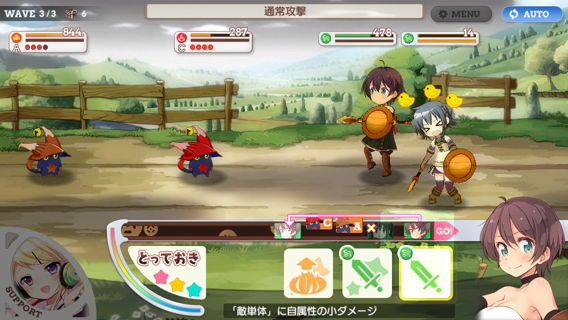 WAVE 3/3 6
通常攻撃
MENU
AUTO
844
A
287
C
478
14
C A GO!
とっておき
SUPPORT
「敵単体」に自属性の小ダメージ